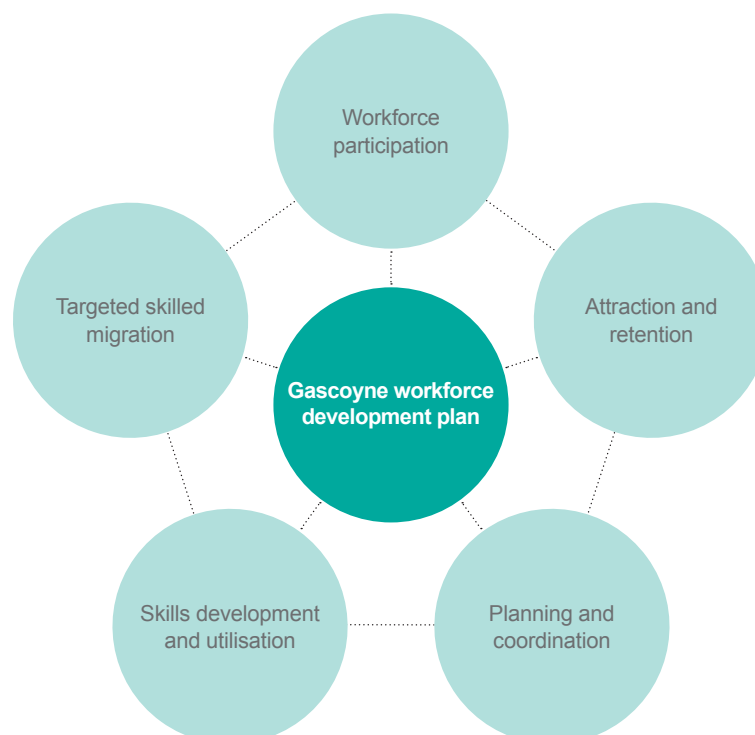 Workforce
participation
Targeted skilled
migration
Attraction and
retention
Gascoyne workforce
development plan
Skills development
and utilisation
Planning and
coordination